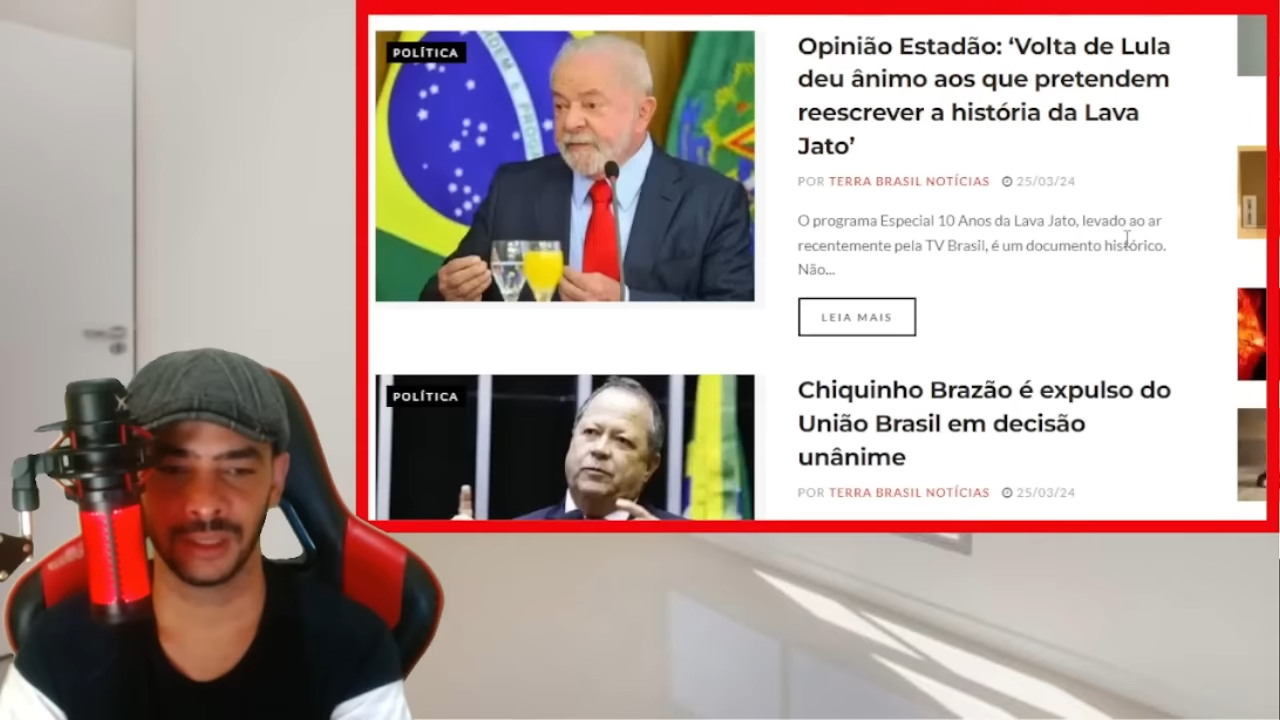 POLÍTICA
Opinião Estadão: ‘Volta de Lula
deu ânimo aos que pretendem
reescrever a história da Lava
Jato’
POR TERRA BRASIL NOTÍCIAS 25/03/24
O programa Especial 10 Anos da Lava Jato, levado ao ar
recentemente pela TV Brasil, é um documento histórico.
Não...
LEIA MAIS
POLÍTICA
Chiquinho Brazão é expulso do
União Brasil em decisão
unânime
POR TERRA BRASIL NOTÍCIAS 25/03/24